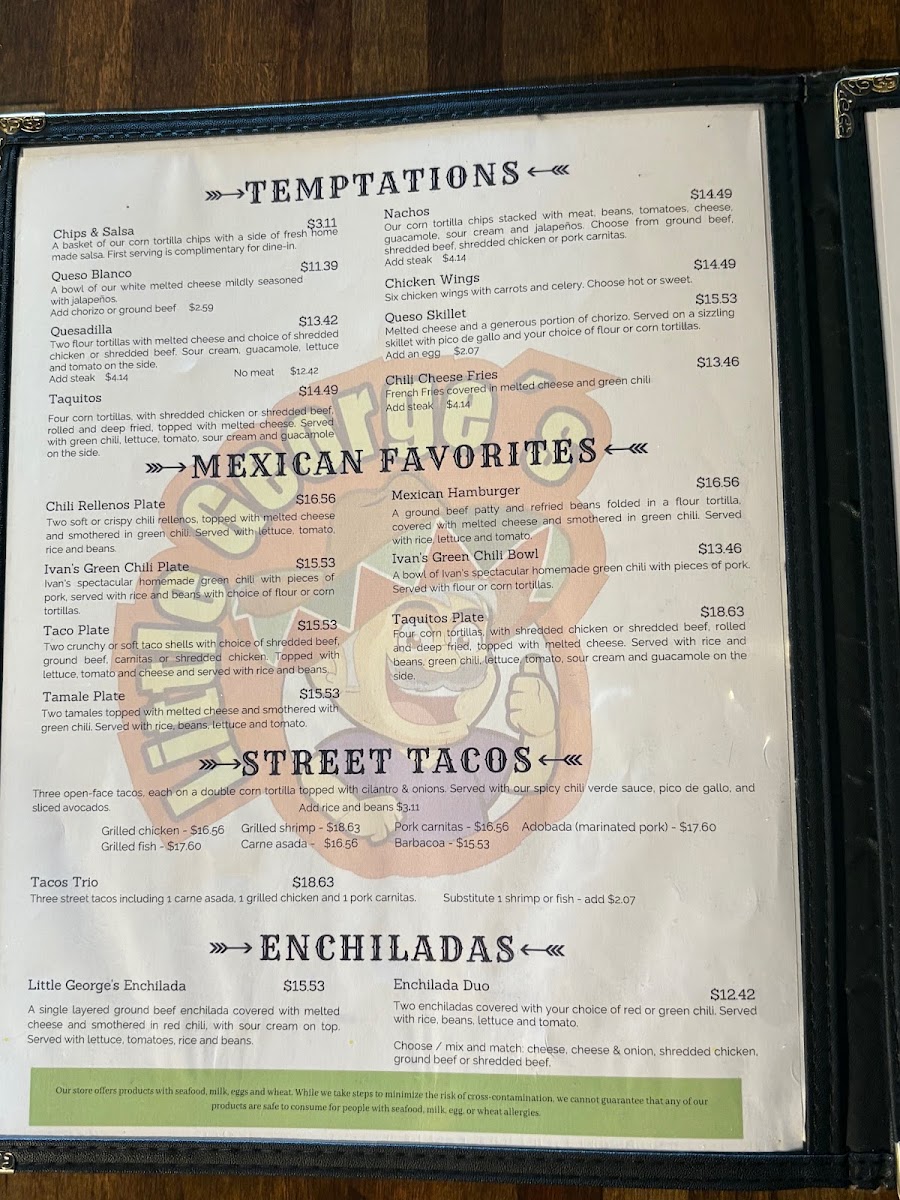 TEMPTATIONS
Chips & Salsa $3.11
A basket of our corn tortilla chips with a side of fresh home
made salsa. First serving is complimentary for dine-in.
Queso Blanco $11.39
A bowl of our white melted cheese mildly seasoned
with jalapeños.
Add chorizo or ground beef $2.59
Quesadilla $13.42
Two flour tortillas with melted cheese and choice of shredded
chicken or shredded beef. Sour cream, guacamole, lettuce
and tomato on the side.
Add steak $4.14 No meat $12.42
Taquitos $14.49
Four corn tortillas, with shredded chicken or shredded beef,
rolled and deep fried, topped with melted cheese. Served
with green chili, lettuce, tomato, sour cream and guacamole
on the side.
Nachos $14.49
Our corn tortilla chips stacked with meat, beans, tomatoes, cheese,
guacamole, sour cream and jalapeños. Choose from ground beef,
shredded beef, shredded chicken or pork carnitas.
Add steak $4.14
Chicken Wings $14.49
Six chicken wings with carrots and celery. Choose hot or sweet.
Queso Skillet $15.53
Melted cheese and a generous portion of chorizo. Served on a sizzling
skillet with pico de gallo and your choice of flour or corn tortillas.
Add an egg $2.07
Chili Cheese Fries $13.46
French Fries covered in melted cheese and green chili
Add steak $4.14
MEXICAN FAVORITES
Chili Rellenos Plate $16.56
Two soft or crispy chili rellenos, topped with melted cheese
and smothered in green chili. Served with lettuce, tomato,
rice and beans.
Ivan's Green Chili Plate $15.53
Ivan's spectacular homemade green chili with pieces of
pork, served with rice and beans with choice of flour or corn
tortillas.
Taco Plate $15.53
Two crunchy or soft taco shells with choice of shredded beef,
ground beef, carnitas or shredded chicken. Topped with
lettuce, tomato and cheese and served with rice and beans.
Tamale Plate $15.53
Two tamales topped with melted cheese and smothered with
green chili. Served with rice, beans, lettuce and tomato.
Mexican Hamburger $16.56
A ground beef patty and refried beans folded in a flour tortilla,
covered with melted cheese and smothered in green chili. Served
with rice, lettuce and tomato.
Ivan's Green Chili Bowl $13.46
A bowl of Ivan's spectacular homemade green chili with pieces of pork.
Served with flour or corn tortillas.
Taquitos Plate $18.63
Four corn tortillas, with shredded chicken or shredded beef, rolled
and deep fried, topped with melted cheese. Served with rice and
beans, green chili, lettuce, tomato, sour cream and guacamole on the
side.
Little George's
STREET TACOS
Three open-face tacos, each on a double corn tortilla topped with cilantro & onions. Served with our spicy chili verde sauce, pico de gallo, and
sliced avocados. Add rice and beans $3.11
Grilled chicken - $16.56 Grilled shrimp - $18.63 Pork carnitas - $16.56 Adobada (marinated pork) - $17.60
Grilled fish - $17.60 Carne asada - $16.56 Barbacoa - $15.53
Tacos Trio $18.63
Three street tacos including 1 carne asada, 1 grilled chicken and 1 pork carnitas. Substitute 1 shrimp or fish - add $2.07
ENCHILADAS
Little George's Enchilada $15.53
A single layered ground beef enchilada covered with melted
cheese and smothered in red chili, with sour cream on top.
Served with lettuce, tomatoes, rice and beans.
Enchilada Duo $12.42
Two enchiladas covered with your choice of red or green chili. Served
with rice, beans, lettuce and tomato.
Choose / mix and match: cheese, cheese & onion, shredded chicken,
ground beef or shredded beef.
Our store offers products with seafood, milk, eggs and wheat. While we take steps to minimize the risk of cross-contamination, we cannot guarantee that any of our
products are safe to consume for people with seafood, milk, egg, or wheat allergies.